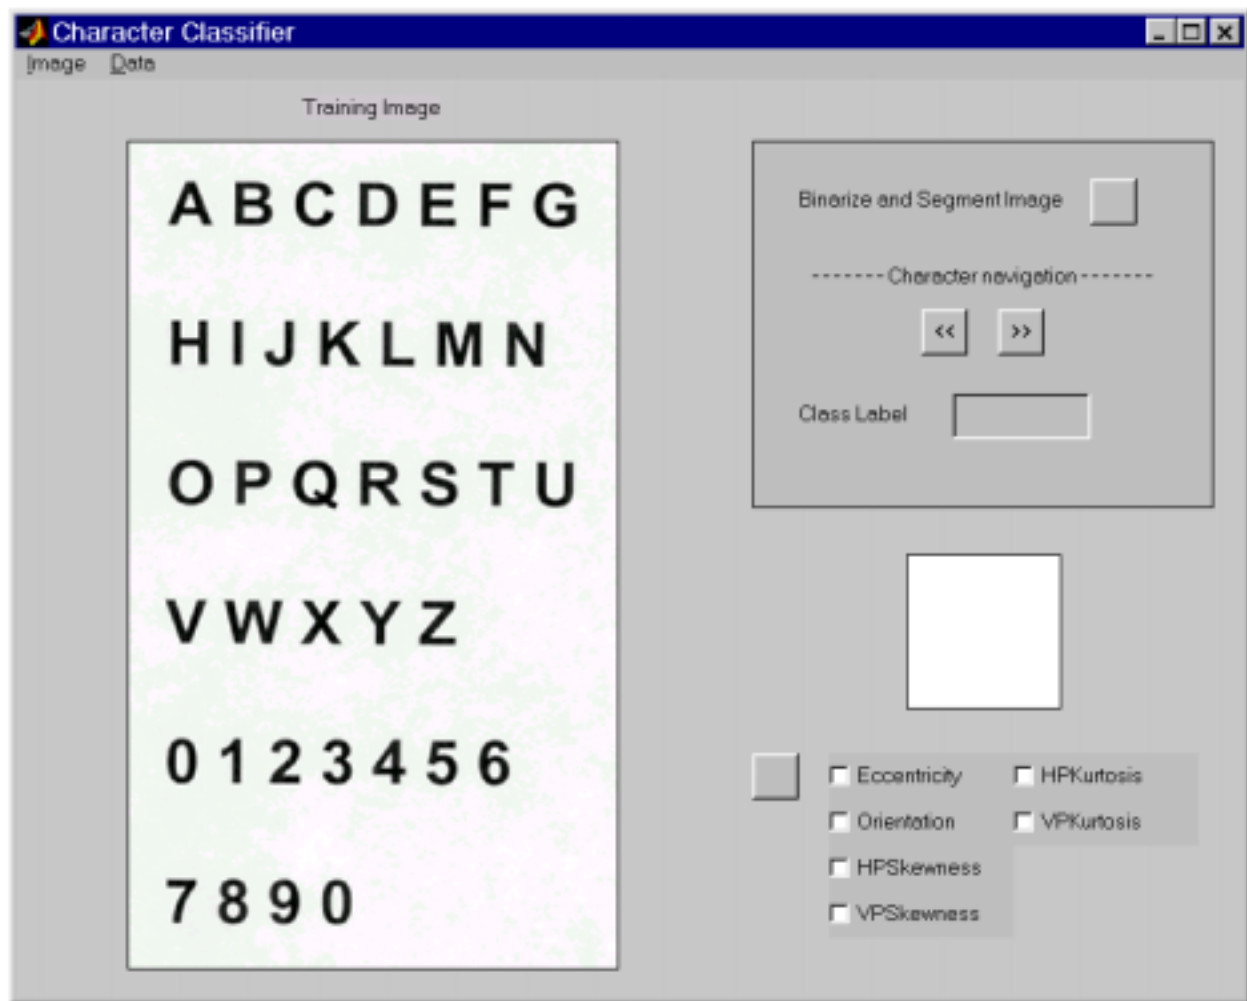 Character Classifier
Image Data
Training Image
A B C D E F G
H I J K L M N
O P Q R S T U
V W X Y Z
0 1 2 3 4 5 6
7 8 9 0
Binarize and Segment Image
-------Character navigation-------
<< >>
Class Label
Eccentricity HPKurtosis
Orientation VPKurtosis
HPSkewness
VPSkewness